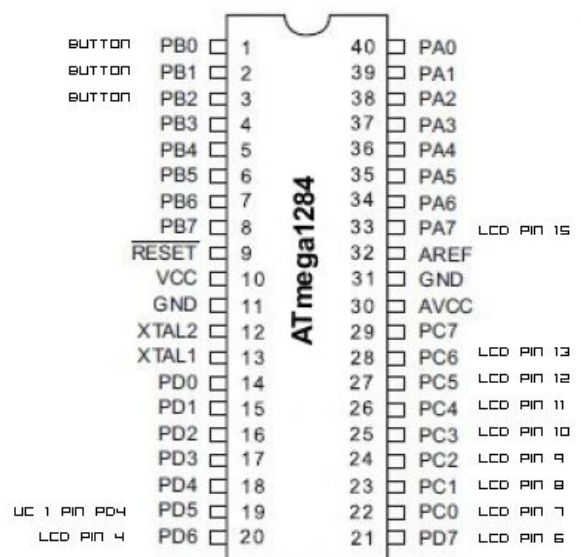 BUTTON PB0 1 40 PA0
BUTTON PB1 2 39 PA1
BUTTON PB2 3 38 PA2
PB3 4 37 PA3
PB4 5 36 PA4
PB5 6 35 PA5
PB6 7 34 PA6
PB7 8 33 PA7 LCD PIN 15
RESET 9 32 AREF
VCC 10 31 GND
GND 11 30 AVCC
XTAL2 12 29 PC7
XTAL1 13 28 PC6 LCD PIN 13
PD0 14 27 PC5 LCD PIN 12
PD1 15 26 PC4 LCD PIN 11
PD2 16 25 PC3 LCD PIN 10
PD3 17 24 PC2 LCD PIN 9
PD4 18 23 PC1 LCD PIN 8
UC 1 PIN PD4 PD5 19 22 PC0 LCD PIN 7
LCD PIN 4 PD6 20 21 PD7 LCD PIN 6
ATmega1284